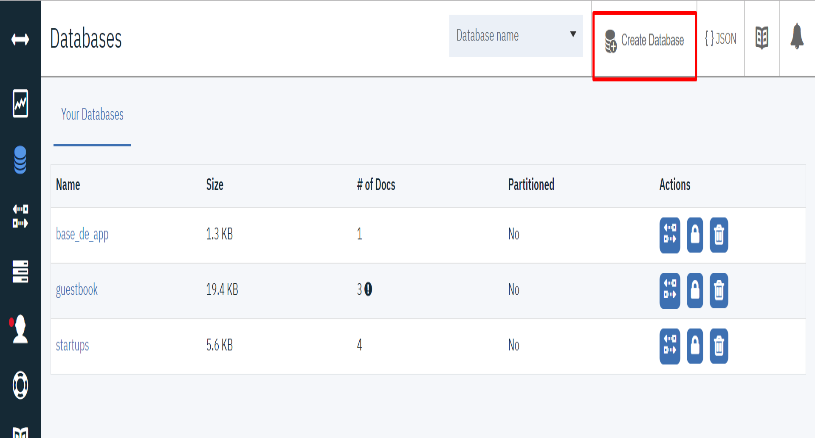 Databases
Database name
Create Database
{ } JSON
Your Databases
Name Size # of Docs Partitioned Actions
base_de_app 1.3 KB 1 No
guestbook 19.4 KB 3 No
startups 5.6 KB 4 No